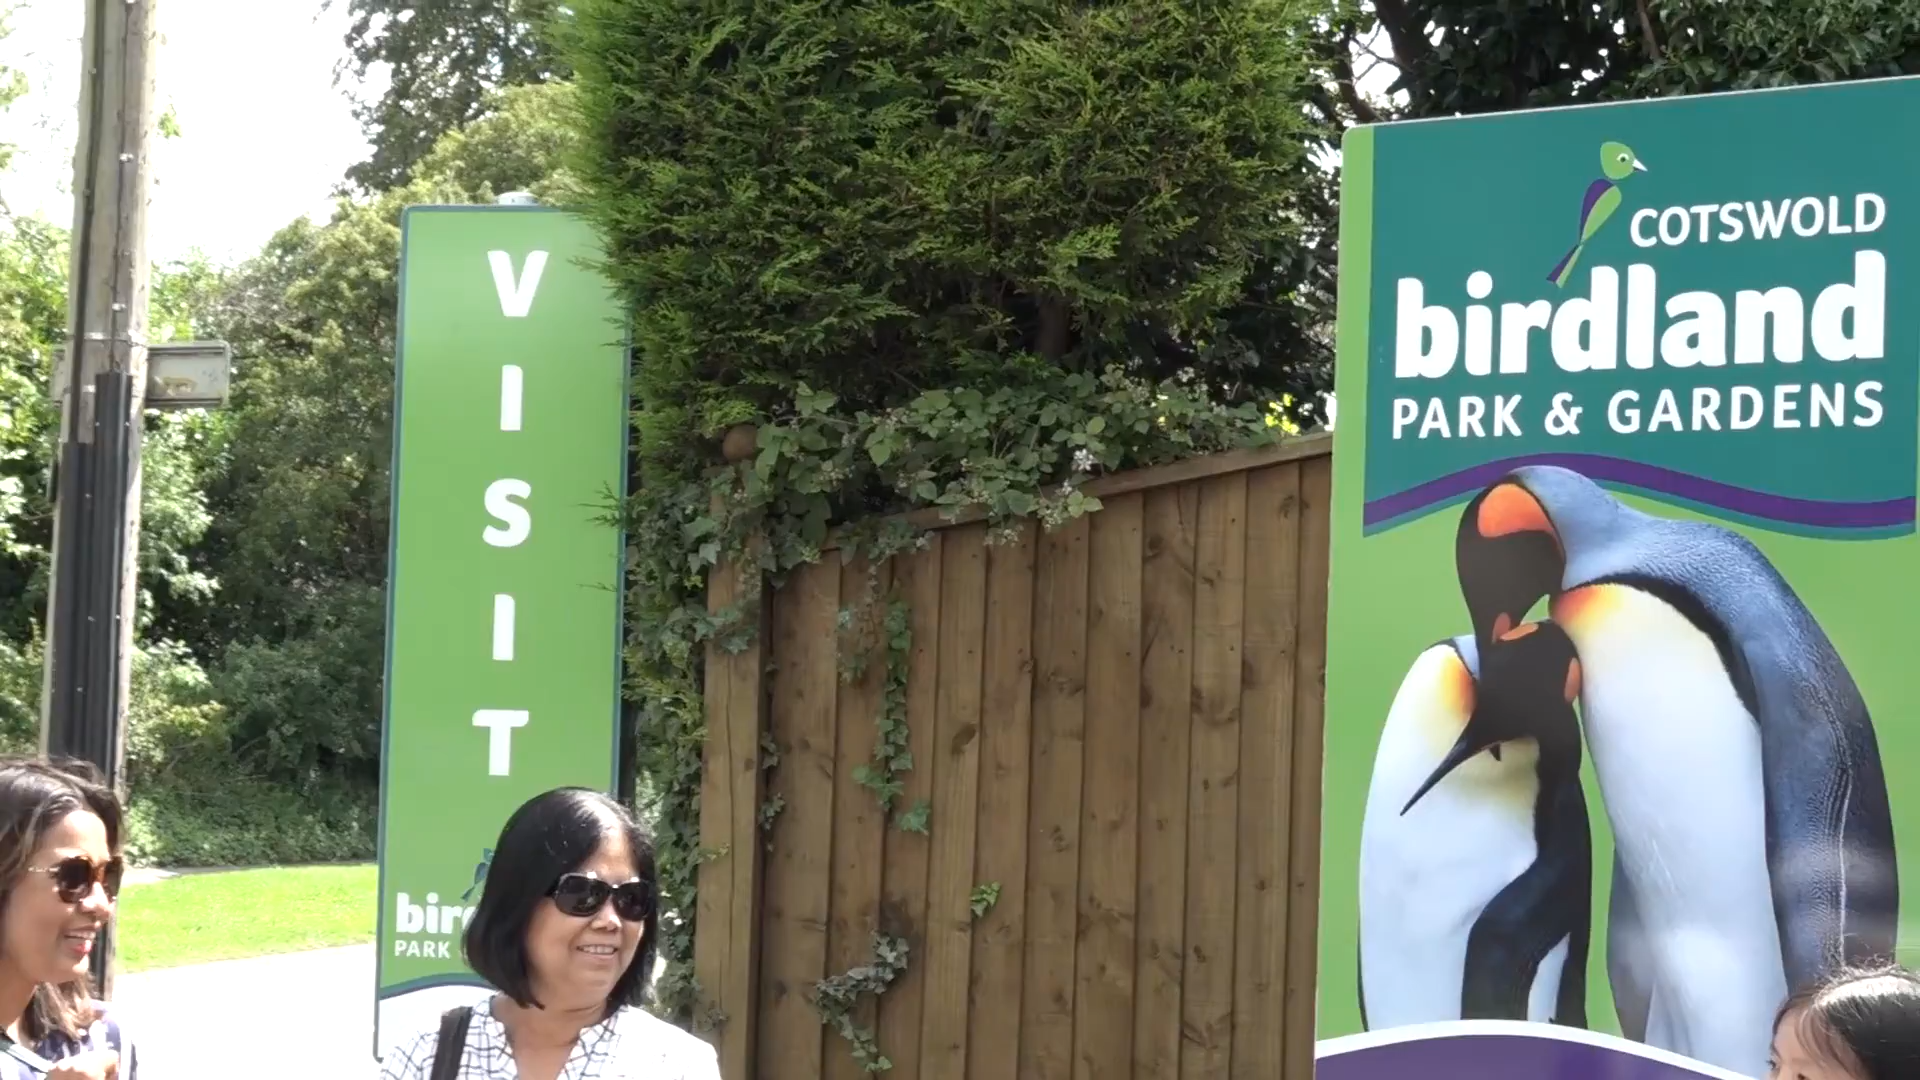 VISIT
PARK
COTSWOLD
birdland
PARK & GARDENS